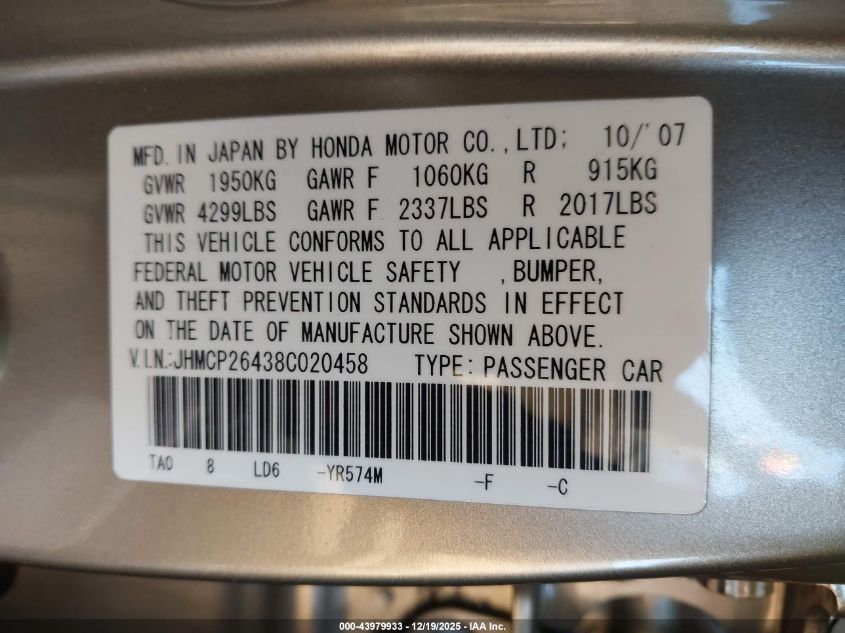 MFD. IN JAPAN BY HONDA MOTOR CO.,LTD; 10/'07
GVWR 1950KG GAWR F 1060KG R 915KG
GVWR 4299LBS GAWR F 2337LBS R 2017LBS
THIS VEHICLE CONFORMS TO ALL APPLICABLE
FEDERAL MOTOR VEHICLE SAFETY , BUMPER,
AND THEFT PREVENTION STANDARDS IN EFFECT
ON THE DATE OF MANUFACTURE SHOWN ABOVE.
V.I.N.:JHMCP26438C020458 TYPE: PASSENGER CAR
TAO 8 LD6 -YR574M -F -C
000-43979933 - 12/19/2025 - IAA Inc.